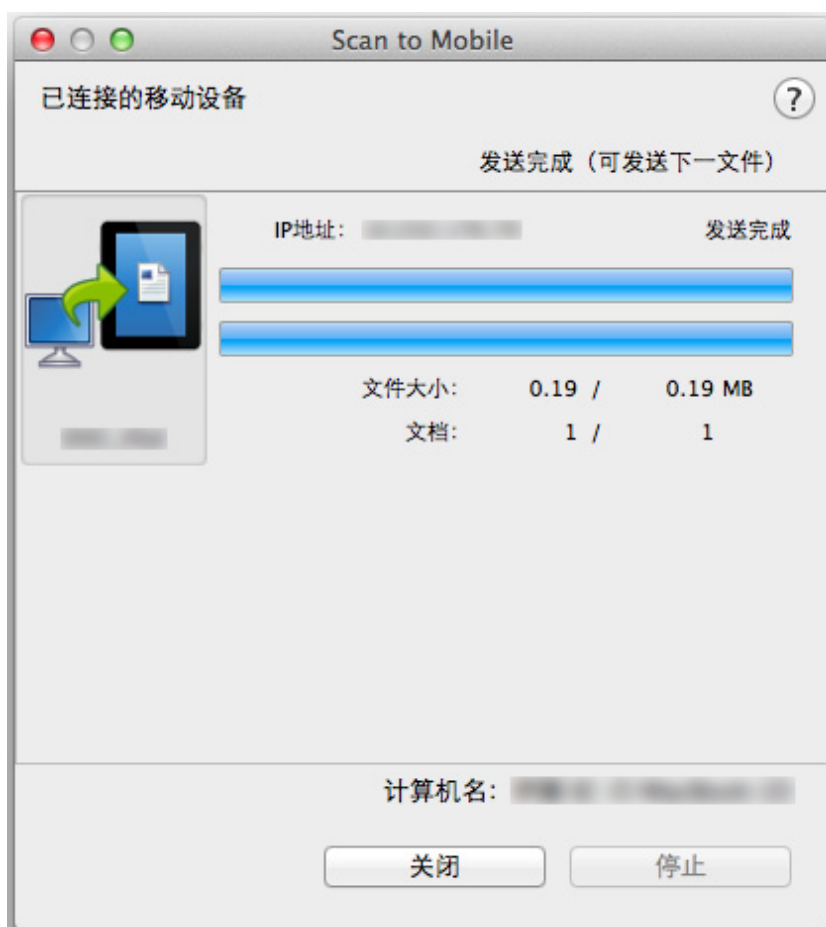 Scan to Mobile
已连接的移动设备
?
发送完成（可发送下一文件）
IP地址：
发送完成
文件大小： 0.19 / 0.19 MB
文档： 1 / 1
计算机名：
关闭 停止